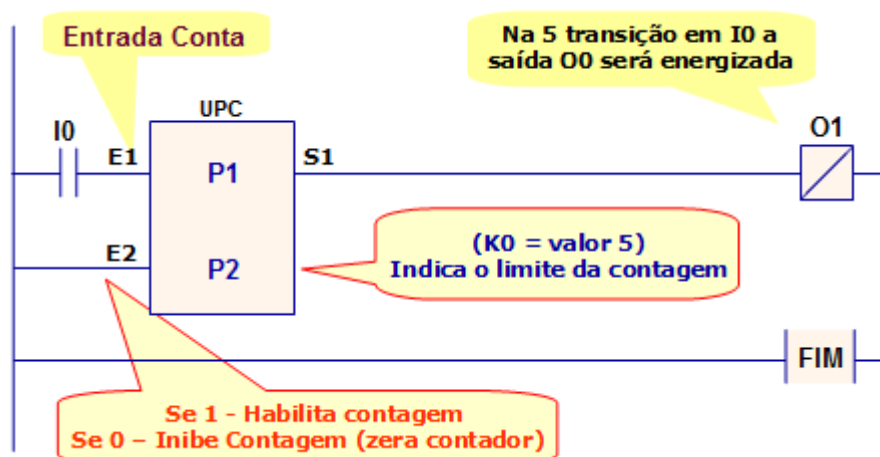 Entrada Conta
Na 5 transição em I0 a
saída O0 será energizada
UPC
I0
E1
P1
S1
O1
E2
P2
(K0 = valor 5)
Indica o limite da contagem
FIM
Se 1 - Habilita contagem
Se 0 – Inibe Contagem (zera contador)